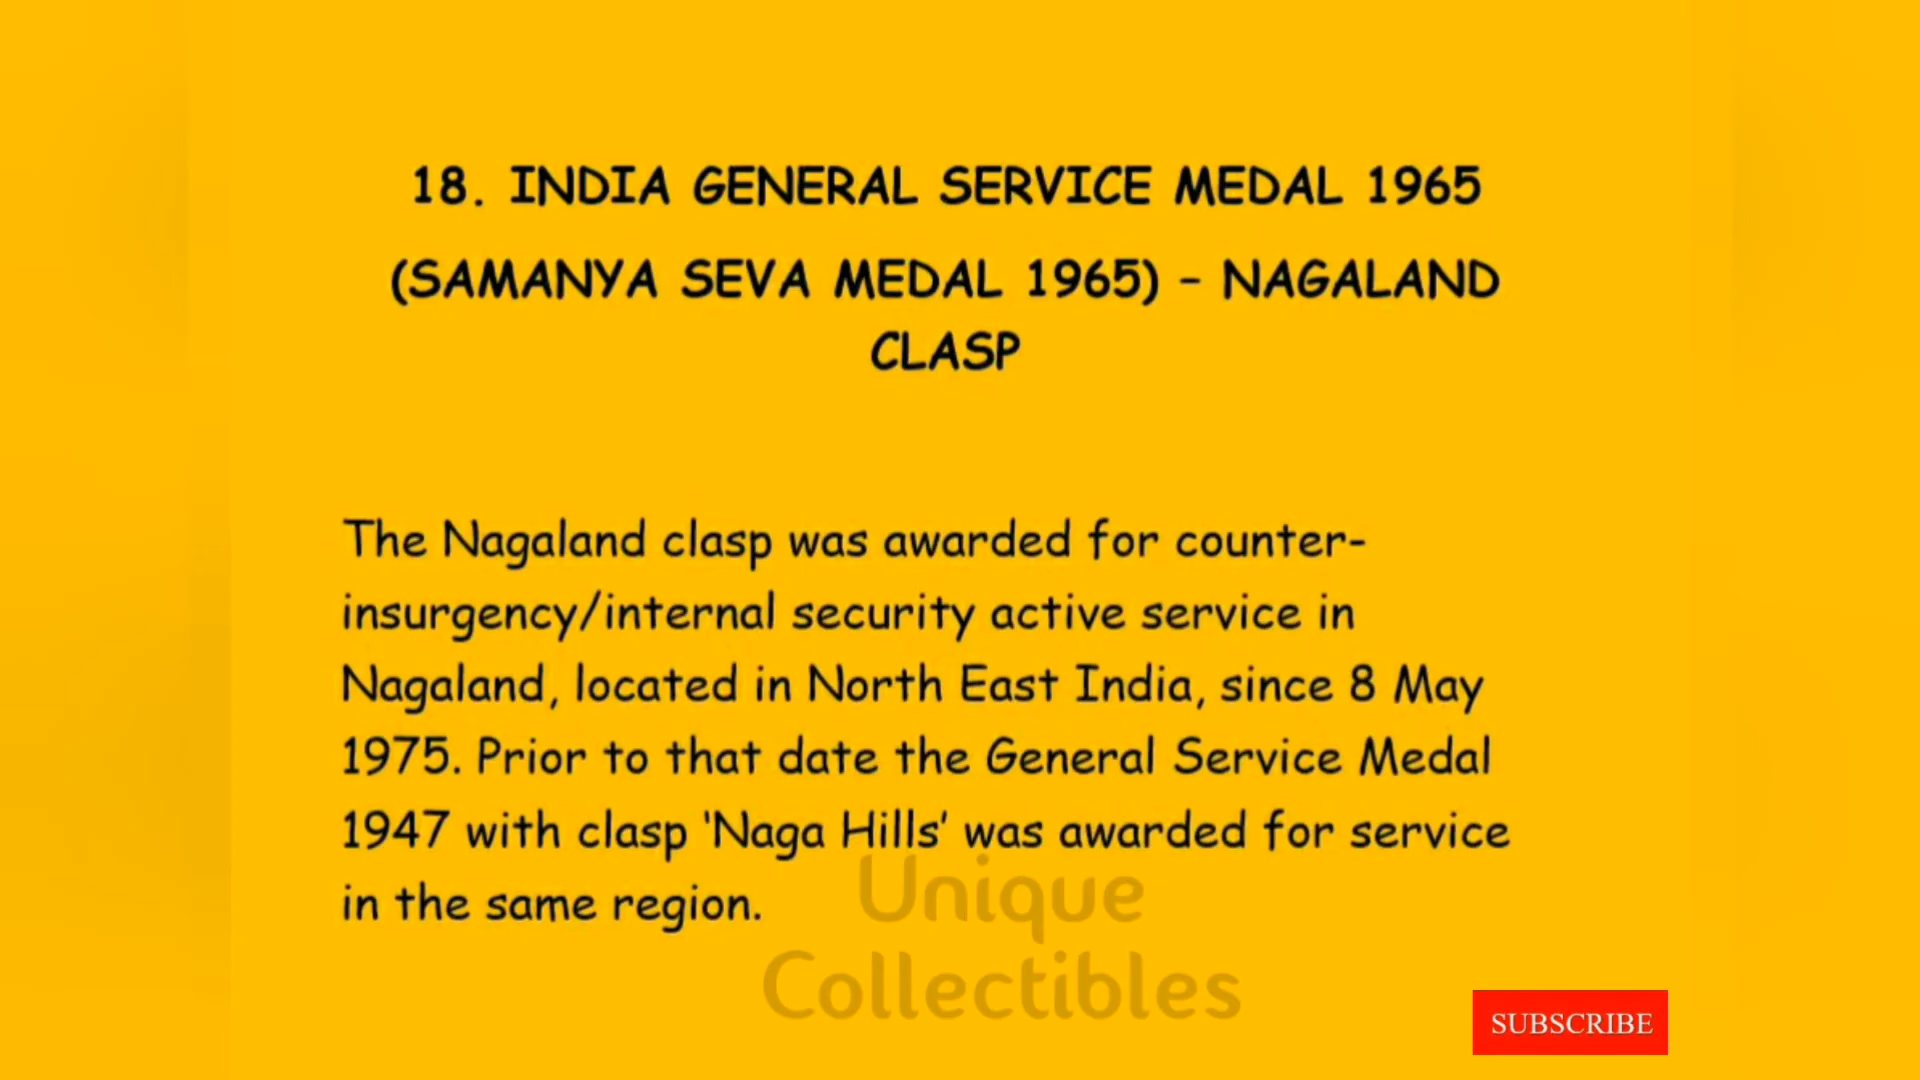 18. INDIA GENERAL SERVICE MEDAL 1965
(SAMANYA SEVA MEDAL 1965) – NAGALAND
CLASP
The Nagaland clasp was awarded for counter-
insurgency/internal security active service in
Nagaland, located in North East India, since 8 May
1975. Prior to that date the General Service Medal
1947 with clasp ‘Naga Hills’ was awarded for service
in the same region.
Unique
Collectibles
SUBSCRIBE